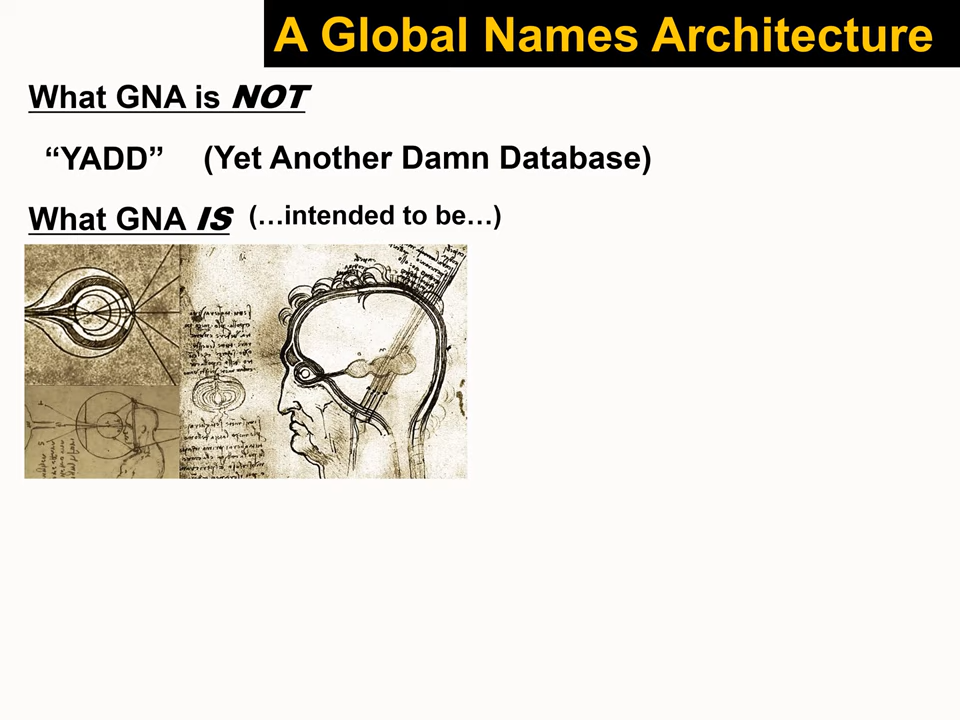 A Global Names Architecture
What GNA is NOT
“YADD” (Yet Another Damn Database)
What GNA IS (…intended to be…)